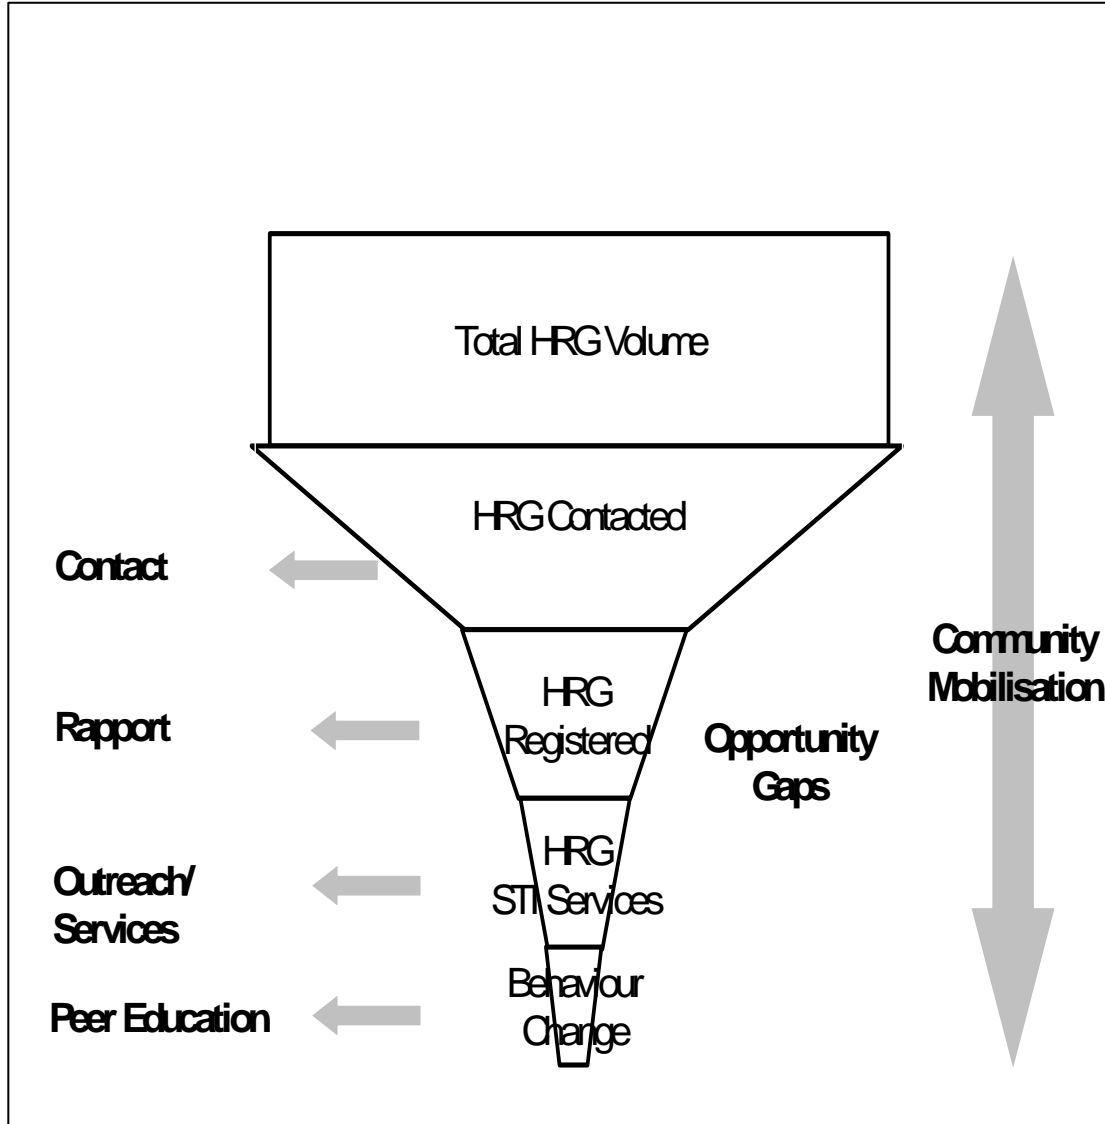 Total HRG Volume
HRG Contacted
Contact
HRG
Registered
Rapport
Opportunity
Gaps
Community
Mobilisation
HRG
STI Services
Outreach/
Services
Behaviour
Change
Peer Education